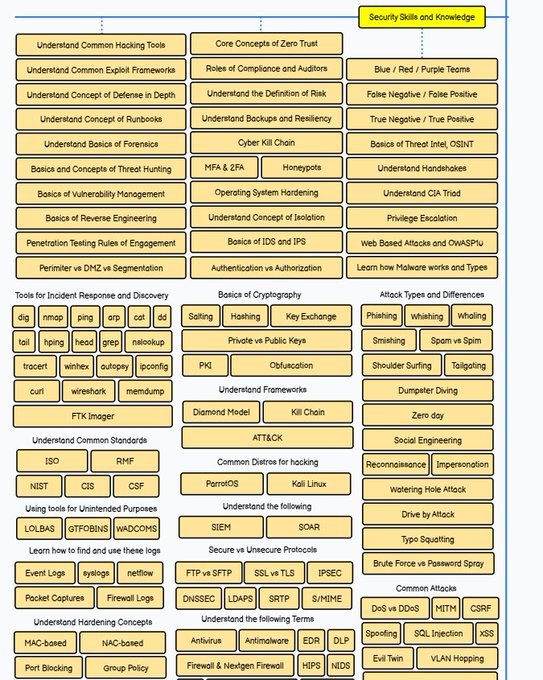 Security Skills and Knowledge
Understand Common Hacking Tools
Understand Common Exploit Frameworks
Understand Concept of Defense in Depth
Understand Concept of Runbooks
Understand Basics of Forensics
Basics and Concepts of Threat Hunting
Basics of Vulnerability Management
Basics of Reverse Engineering
Penetration Testing Rules of Engagement
Perimiter vs DMZ vs Segmentation
Core Concepts of Zero Trust
Roles of Compliance and Auditors
Understand the Definition of Risk
Understand Backups and Resiliency
Cyber Kill Chain
MFA & 2FA Honeypots
Operating System Hardening
Understand Concept of Isolation
Basics of IDS and IPS
Authentication vs Authorization
Blue / Red / Purple Teams
False Negative / False Positive
True Negative / True Positive
Basics of Threat Intel, OSINT
Understand Handshakes
Understand CIA Triad
Privilege Escalation
Web Based Attacks and OWASP10
Learn how Malware works and Types
Tools for Incident Response and Discovery
dig nmap ping arp cat dd
tail hping head grep nslookup
tracert winhex autopsy ipconfig
curl wireshark memdump
FTK Imager
Understand Common Standards
ISO RMF
NIST CIS CSF
Using tools for Unintended Purposes
LOLBAS GTFOBINS WADCOMS
Learn how to find and use these logs
Event Logs syslogs netflow
Packet Captures Firewall Logs
Understand Hardening Concepts
MAC-based NAC-based
Port Blocking Group Policy
Basics of Cryptography
Salting Hashing Key Exchange
Private vs Public Keys
PKI Obfuscation
Understand Frameworks
Diamond Model Kill Chain
ATT&CK
Common Distros for hacking
ParrotOS Kali Linux
Understand the following
SIEM SOAR
Secure vs Unsecure Protocols
FTP vs SFTP SSL vs TLS IPSEC
DNSSEC LDAPS SRTP S/MIME
Understand the following Terms
Antivirus Antimalware EDR DLP
Firewall & Nextgen Firewall HIPS NIDS
Attack Types and Differences
Phishing Whishing Whaling
Smishing Spam vs Spim
Shoulder Surfing Tailgating
Dumpster Diving
Zero day
Social Engineering
Reconnaissance Impersonation
Watering Hole Attack
Drive by Attack
Typo Squatting
Brute Force vs Password Spray
Common Attacks
DoS vs DDoS MITM CSRF
Spoofing SQL Injection XSS
Evil Twin VLAN Hopping